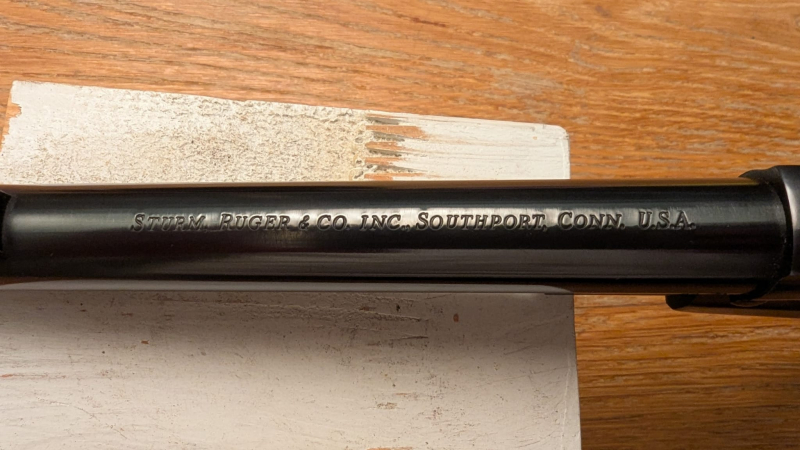 STURM, RUGER & CO. INC., SOUTHPORT, CONN. U.S.A.